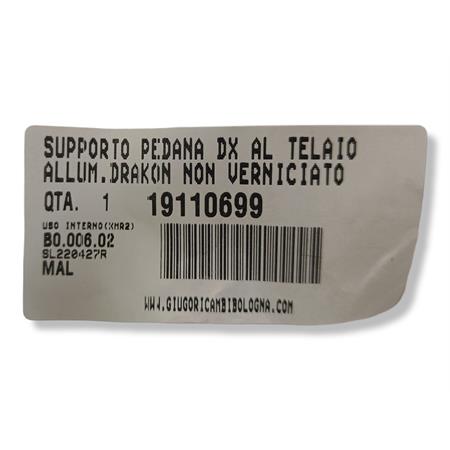 SUPPORTO PEDANA DX AL TELAIO
ALLUM.DRAKON NON VERNICIATO
QTA. 1 19110699
USO INTERNO(XMR2)
B0.006.02
SL220427R
MAL
WWW.GIUGORICAMBIBOLOGNA.COM